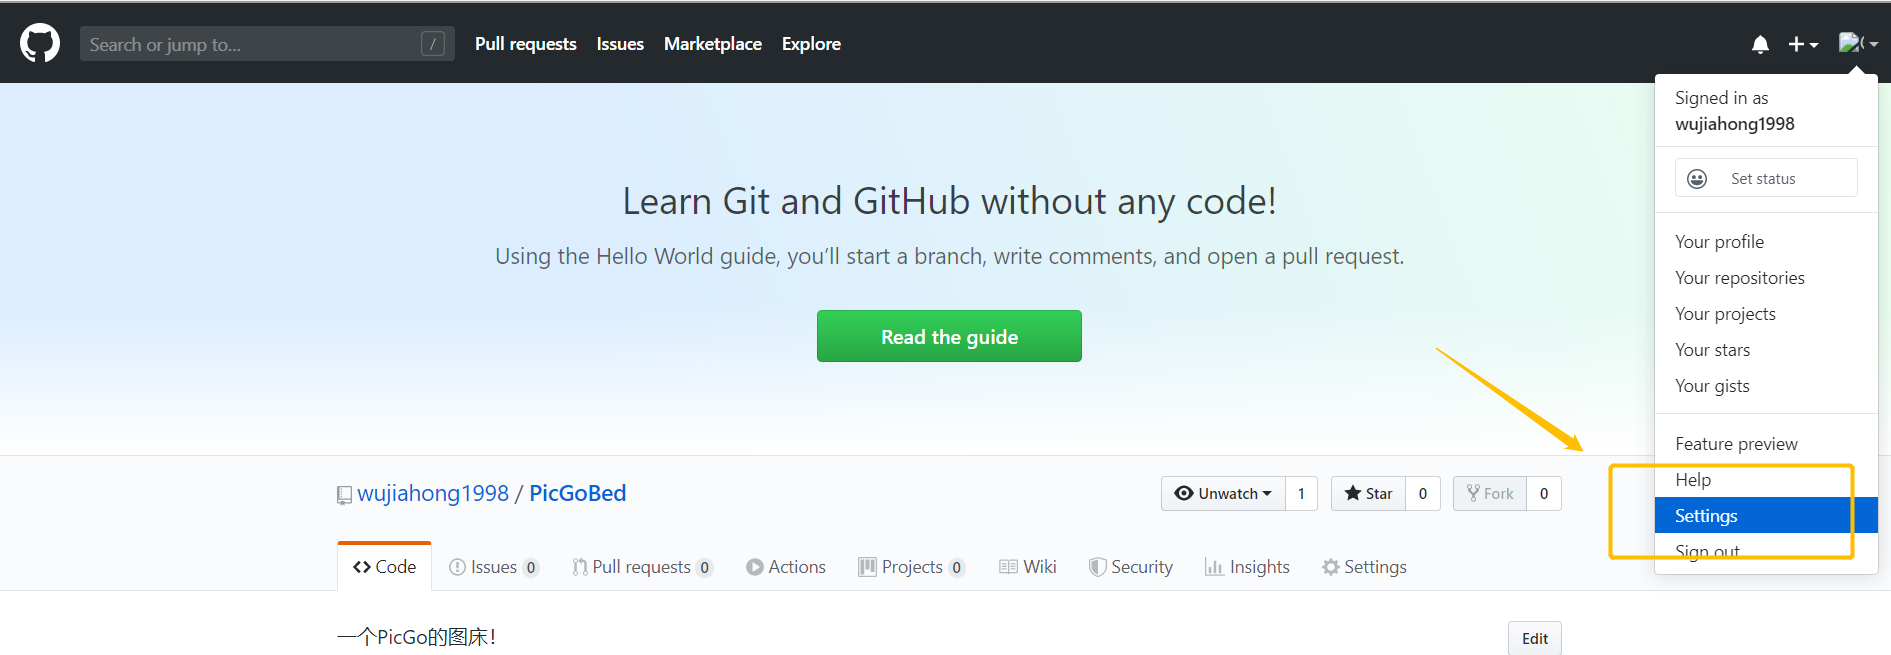 Search or jump to... /
Pull requests Issues Marketplace Explore
Signed in as
wujiahong1998
Set status
Your profile
Your repositories
Your projects
Your stars
Your gists
Feature preview
Help
Settings
Sign out
Learn Git and GitHub without any code!
Using the Hello World guide, you’ll start a branch, write comments, and open a pull request.
Read the guide
wujiahong1998 / PicGoBed
Unwatch 1 Star 0 Fork 0
Code Issues 0 Pull requests 0 Actions Projects 0 Wiki Security Insights Settings
一个PicGo的图床！
Edit